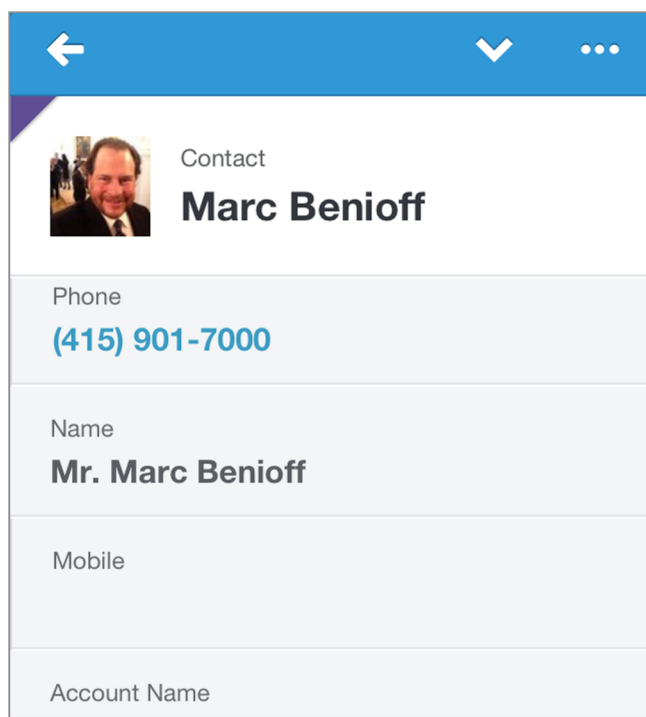 Contact
Marc Benioff
Phone
(415) 901-7000
Name
Mr. Marc Benioff
Mobile
Account Name